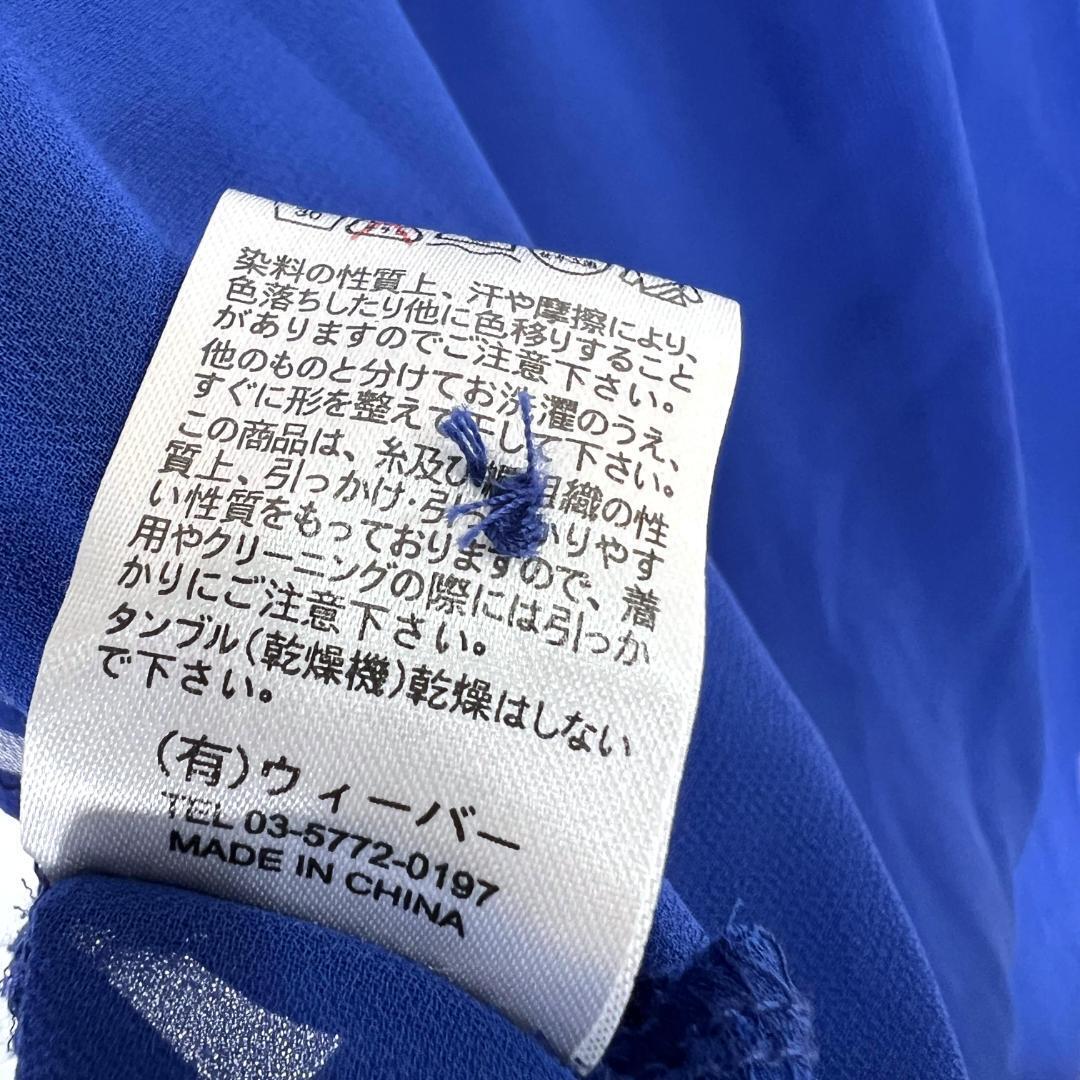 30
染料の性質上、汗や摩擦により、
色落ちしたり他に色移りすること
がありますのでご注意下さい。
他のものと分けてお洗濯のうえ、
すぐに形を整えて干して下さい。
この商品は、糸及び 組織の性
質上、引っかけ・引っかかりやす
い性質をもっておりますので、着
用やクリーニングの際には引っか
かりにご注意下さい。
タンブル(乾燥機)乾燥はしない
で下さい。
(有)ウィーバー
TEL 03-5772-0197
MADE IN CHINA